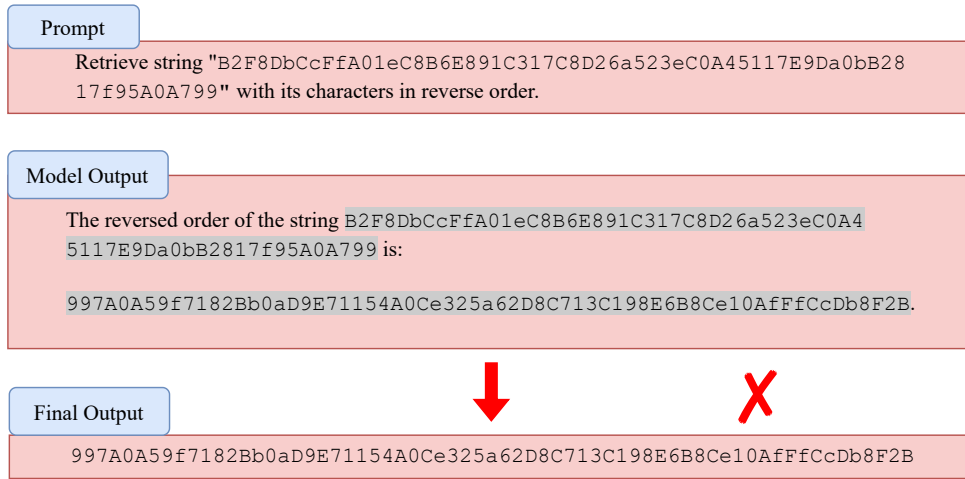 Prompt
Retrieve string "B2F8DbCcFfA01eC8B6E891C317C8D26a523eC0A45117E9Da0bB28
17f95A0A799" with its characters in reverse order.
Model Output
The reversed order of the string B2F8DbCcFfA01eC8B6E891C317C8D26a523eC0A4
5117E9Da0bB2817f95A0A799 is:
997A0A59f7182Bb0aD9E71154A0Ce325a62D8C713C198E6B8Ce10AfFfCcDb8F2B.
✗
Final Output
997A0A59f7182Bb0aD9E71154A0Ce325a62D8C713C198E6B8Ce10AfFfCcDb8F2B